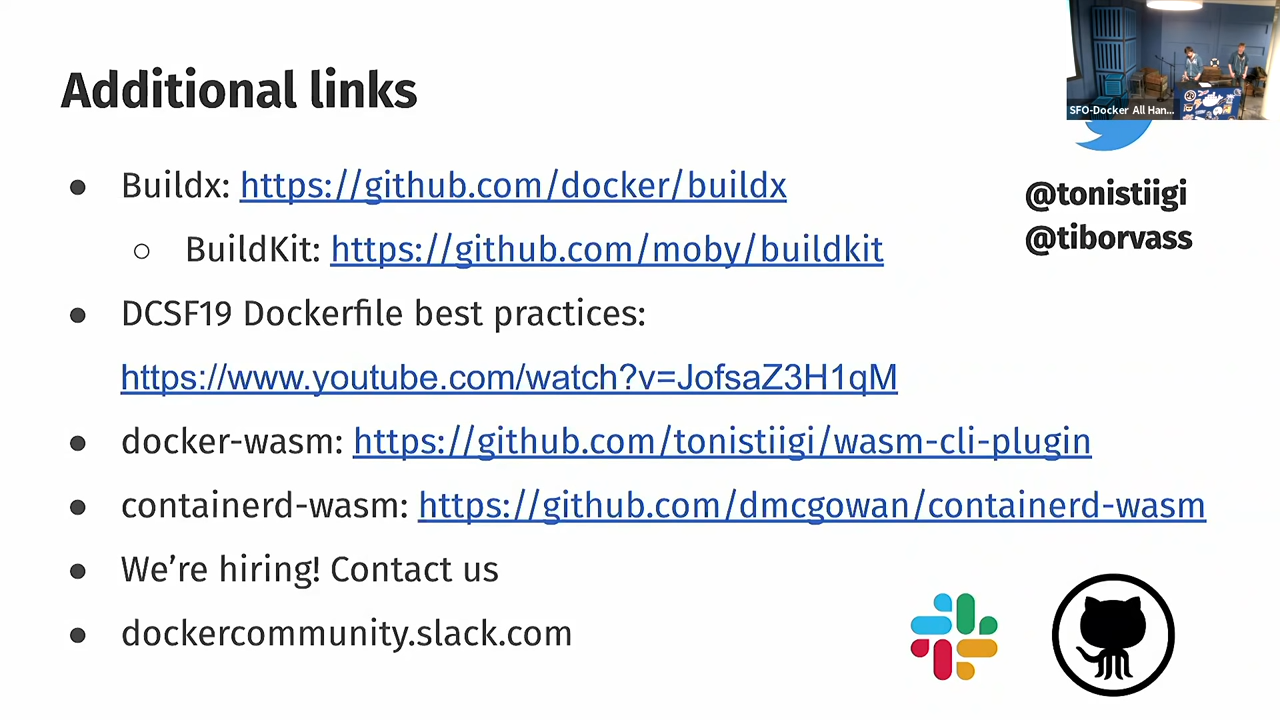 Additional links
SFO-Docker All Han...
@tonistiigi
@tiborvass
● Buildx: https://github.com/docker/buildx
○ BuildKit: https://github.com/moby/buildkit
● DCSF19 Dockerfile best practices:
https://www.youtube.com/watch?v=JofsaZ3H1qM
● docker-wasm: https://github.com/tonistiigi/wasm-cli-plugin
● containerd-wasm: https://github.com/dmcgowan/containerd-wasm
● We’re hiring! Contact us
● dockercommunity.slack.com